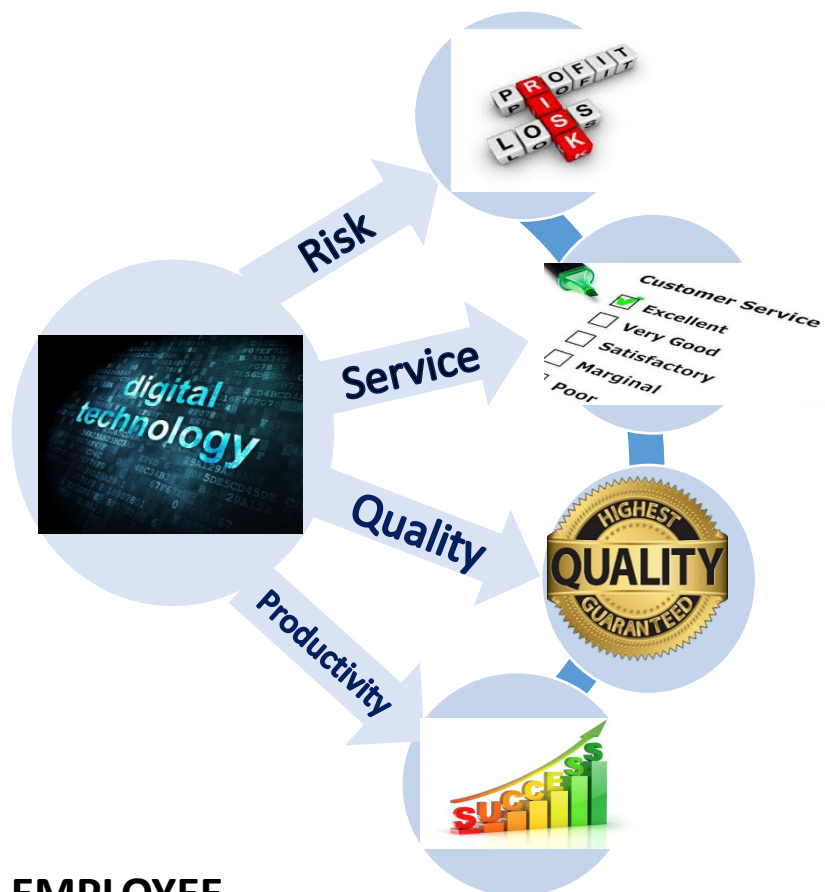 PROFIT
RISK
LOSS
Risk
Customer Service
Excellent
Very Good
Satisfactory
Marginal
Poor
Service
digital
technology
Quality
HIGHEST
QUALITY
GUARANTEED
Productivity
SUCCESS
EMPLOYEE